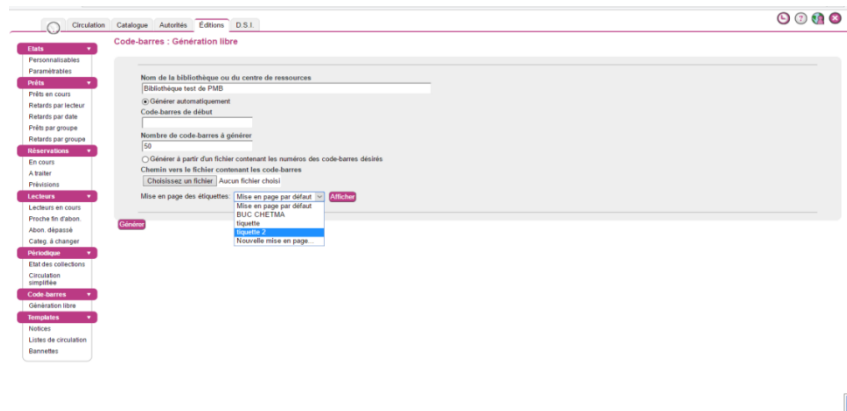 Circulation Catalogue Autorités Éditions D.S.I.
Code-barres : Génération libre
Etats
Personnalisables
Paramétrables
Prêts
Prêts en cours
Retards par lecteur
Retards par date
Prêts par groupe
Retards par groupe
Réservations
En cours
A traiter
Prévisions
Lecteurs
Lecteurs en cours
Proche fin d'abon.
Abon. dépassé
Categ. à changer
Périodique
Etat des collections
Circulation
simplifiée
Code-barres
Génération libre
Templates
Notices
Listes de circulation
Bannettes
Nom de la bibliothèque ou du centre de ressources
Bibliothèque test de PMB
Générer automatiquement
Code-barres de début
Nombre de code-barres à générer
50
Générer à partir d'un fichier contenant les numéros des code-barres désirés
Chemin vers le fichier contenant les code-barres
Choisissez un fichier Aucun fichier choisi
Mise en page des étiquettes: Mise en page par défaut Afficher
Mise en page par défaut
BUC CHETMA
tiquette
tiquette 2
Nouvelle mise en page...
Générer